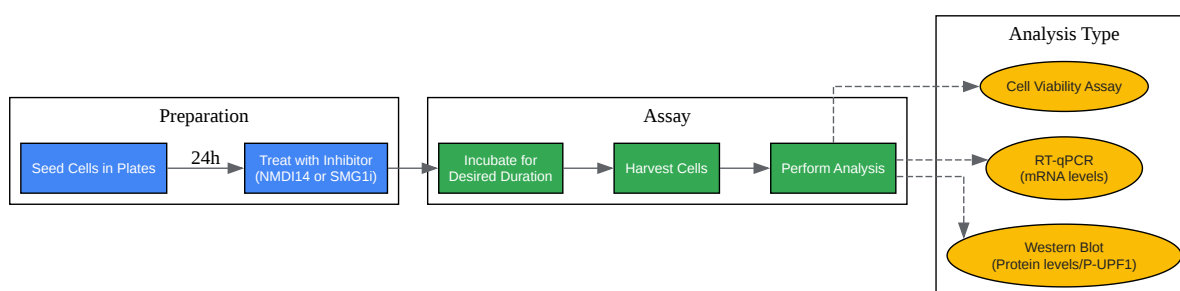 Preparation
Seed Cells in Plates
24h
Treat with Inhibitor
(NMDI14 or SMG1i)
Assay
Incubate for
Desired Duration
Harvest Cells
Perform Analysis
Analysis Type
Cell Viability Assay
RT-qPCR
(mRNA levels)
Western Blot
(Protein levels/P-UPF1)